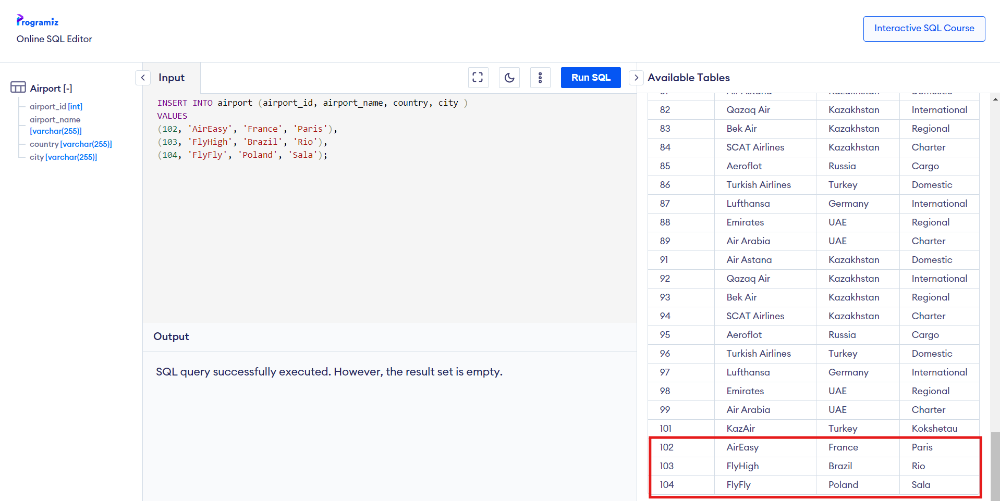 Programiz
Online SQL Editor
Interactive SQL Course
Airport [-]
airport_id [int]
airport_name
[varchar(255)]
country [varchar(255)]
city [varchar(255)]
Input
Run SQL
INSERT INTO airport (airport_id, airport_name, country, city )
VALUES
(102, 'AirEasy', 'France', 'Paris'),
(103, 'FlyHigh', 'Brazil', 'Rio'),
(104, 'FlyFly', 'Poland', 'Sala');
Output
SQL query successfully executed. However, the result set is empty.
Available Tables
82 Qazaq Air Kazakhstan International
83 Bek Air Kazakhstan Regional
84 SCAT Airlines Kazakhstan Charter
85 Aeroflot Russia Cargo
86 Turkish Airlines Turkey Domestic
87 Lufthansa Germany International
88 Emirates UAE Regional
89 Air Arabia UAE Charter
91 Air Astana Kazakhstan Domestic
92 Qazaq Air Kazakhstan International
93 Bek Air Kazakhstan Regional
94 SCAT Airlines Kazakhstan Charter
95 Aeroflot Russia Cargo
96 Turkish Airlines Turkey Domestic
97 Lufthansa Germany International
98 Emirates UAE Regional
99 Air Arabia UAE Charter
101 KazAir Turkey Kokshetau
102 AirEasy France Paris
103 FlyHigh Brazil Rio
104 FlyFly Poland Sala